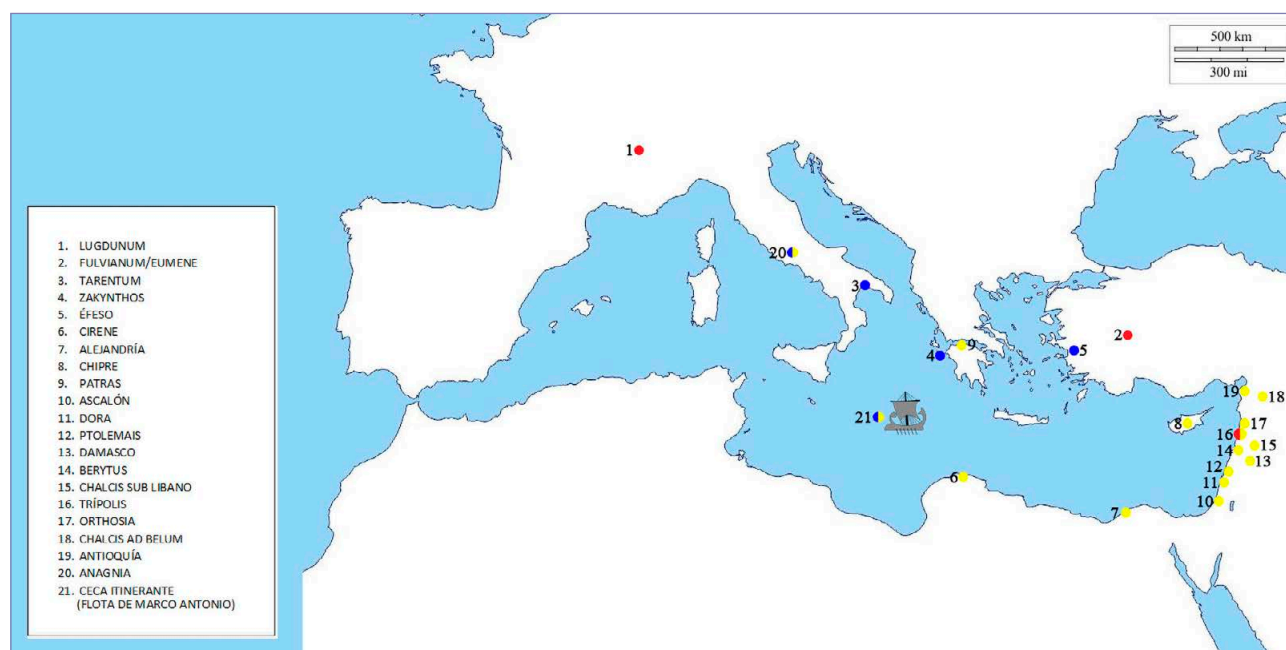 500 km
300 mi
1
20
3
2
9
5
4
19
18
21
8
17
16
15
14
13
12
6
11
10
7
1. LUGDUNUM
2. FULVIANUM/EUMENE
3. TARENTUM
4. ZAKYNTHOS
5. ÉFESO
6. CIRENE
7. ALEJANDRÍA
8. CHIPRE
9. PATRAS
10. ASCALÓN
11. DORA
12. PTOLEMAIS
13. DAMASCO
14. BERYTUS
15. CHALCIS SUB LIBANO
16. TRÍPOLIS
17. ORTHOSIA
18. CHALCIS AD BELUM
19. ANTIOQUÍA
20. ANAGNIA
21. CECA ITINERANTE
(FLOTA DE MARCO ANTONIO)